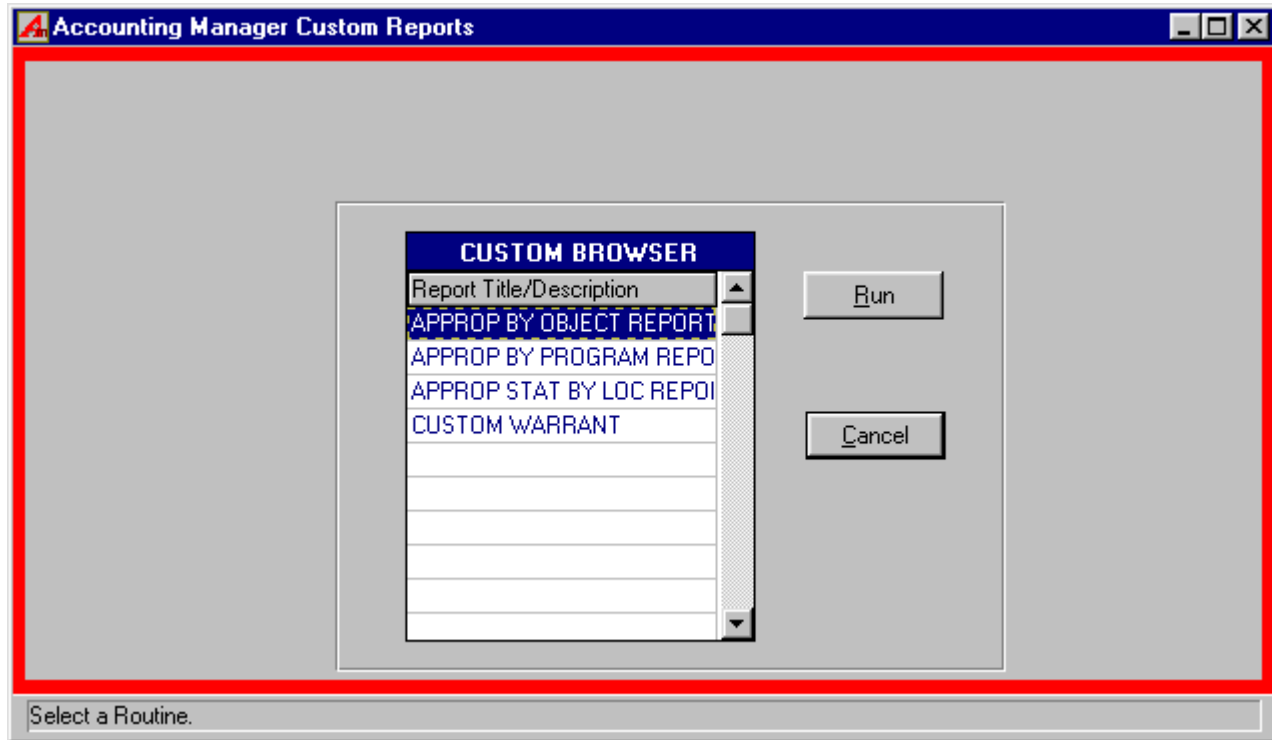 Accounting Manager Custom Reports
CUSTOM BROWSER
Report Title/Description
APPROP BY OBJECT REPORT
APPROP BY PROGRAM REPO
APPROP STAT BY LOC REPO
CUSTOM WARRANT
Run
Cancel
Select a Routine.